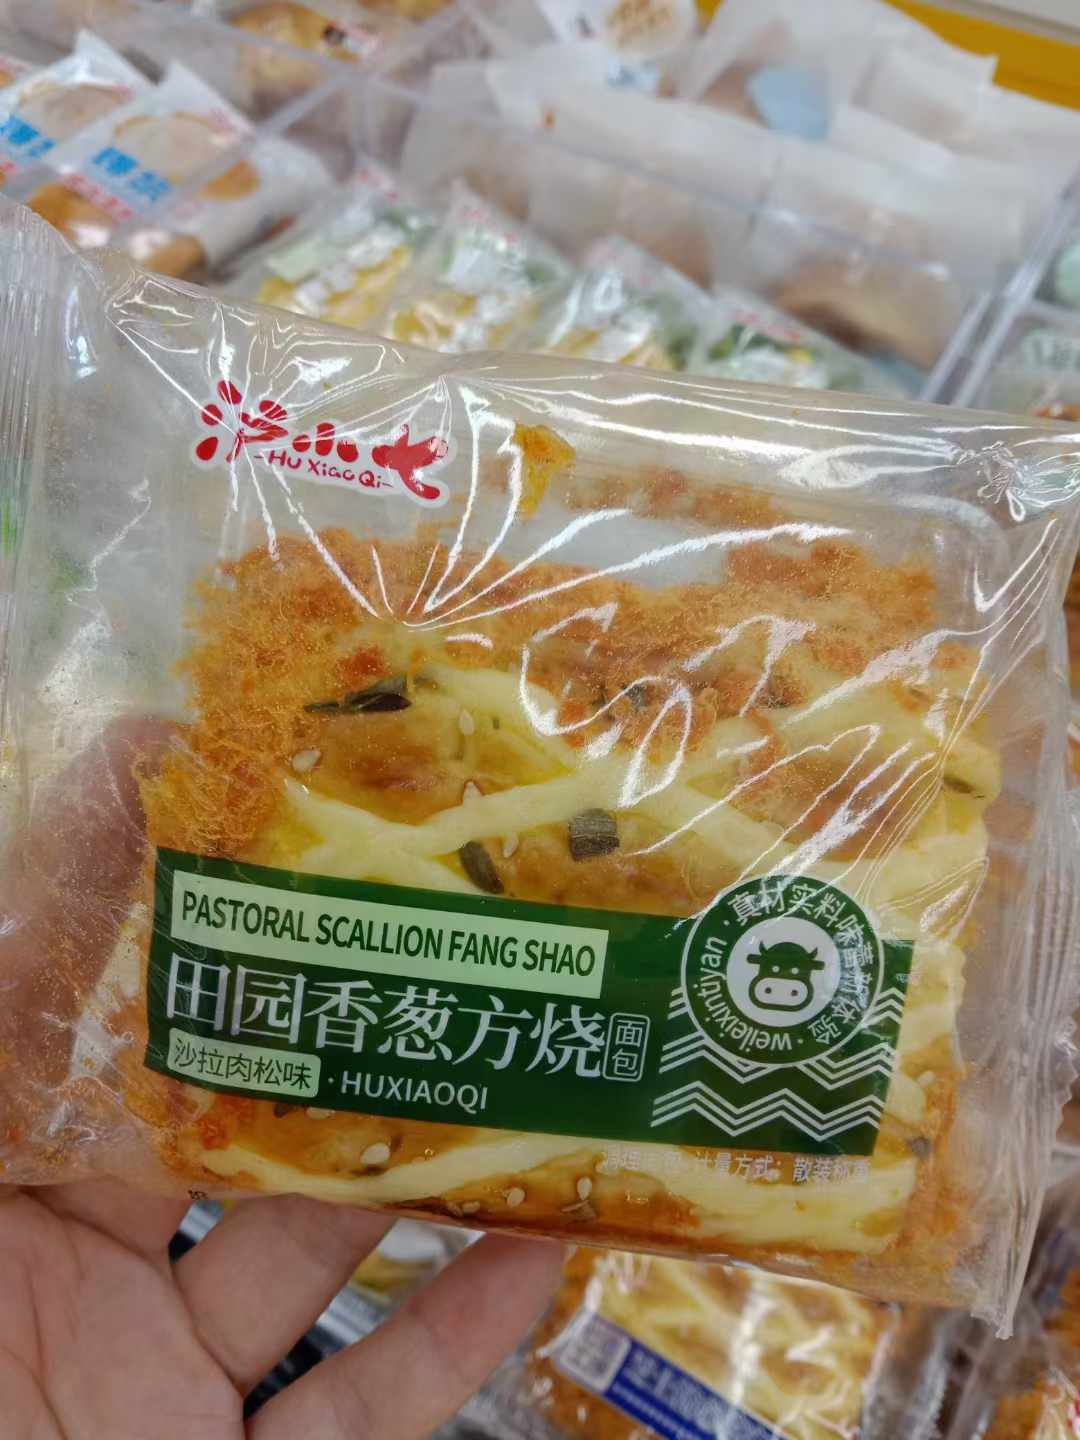 沪小七
Hu Xiao Qi
PASTORAL SCALLION FANG SHAO
田园香葱方烧
面包
沙拉肉松味
·HUXIAOQI
·真材实料味蕾新体验·
weileixintiyan
计量方式：散装称重
爆浆